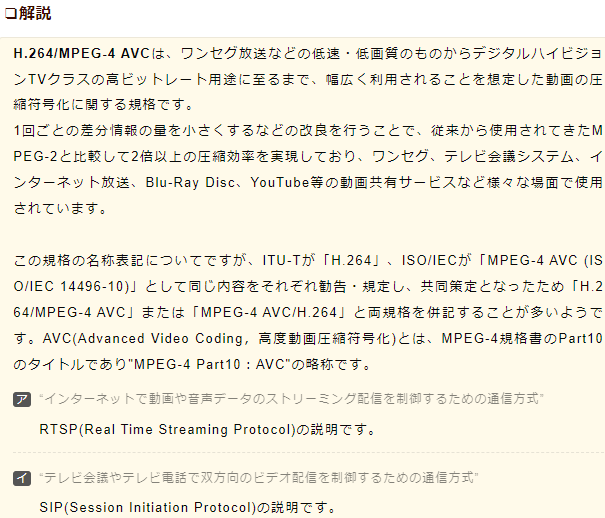 ❏解説
H.264/MPEG-4 AVCは、ワンセグ放送などの低速・低画質のものからデジタルハイビジョ
ンTVクラスの高ビットレート用途に至るまで、幅広く利用されることを想定した動画の圧
縮符号化に関する規格です。
1回ごとの差分情報の量を小さくするなどの改良を行うことで、従来から使用されてきたM
PEG-2と比較して2倍以上の圧縮効率を実現しており、ワンセグ、テレビ会議システム、イ
ンターネット放送、Blu-Ray Disc、YouTube等の動画共有サービスなど様々な場面で使用
されています。
この規格の名称表記についてですが、ITU-Tが「H.264」、ISO/IECが「MPEG-4 AVC (IS
O/IEC 14496-10)」として同じ内容をそれぞれ勧告・規定し、共同策定となったため「H.2
64/MPEG-4 AVC」または「MPEG-4 AVC/H.264」と両規格を併記することが多いようで
す。AVC(Advanced Video Coding，高度動画圧縮符号化)とは、MPEG-4規格書のPart10
のタイトルであり"MPEG-4 Part10：AVC"の略称です。
ア “インターネットで動画や音声データのストリーミング配信を制御するための通信方式”
RTSP(Real Time Streaming Protocol)の説明です。
イ “テレビ会議やテレビ電話で双方向のビデオ配信を制御するための通信方式”
SIP(Session Initiation Protocol)の説明です。